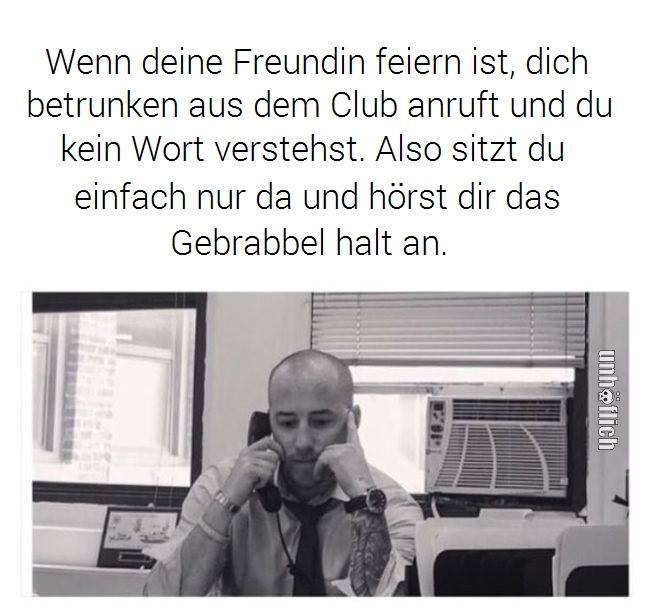 Wenn deine Freundin feiern ist, dich
betrunken aus dem Club anruft und du
kein Wort verstehst. Also sitzt du
einfach nur da und hörst dir das
Gebrabbel halt an.
unhöflich